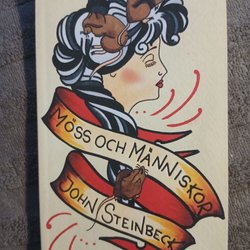 MÖSS OCH MÄNNISKOR
JOHN STEINBECK